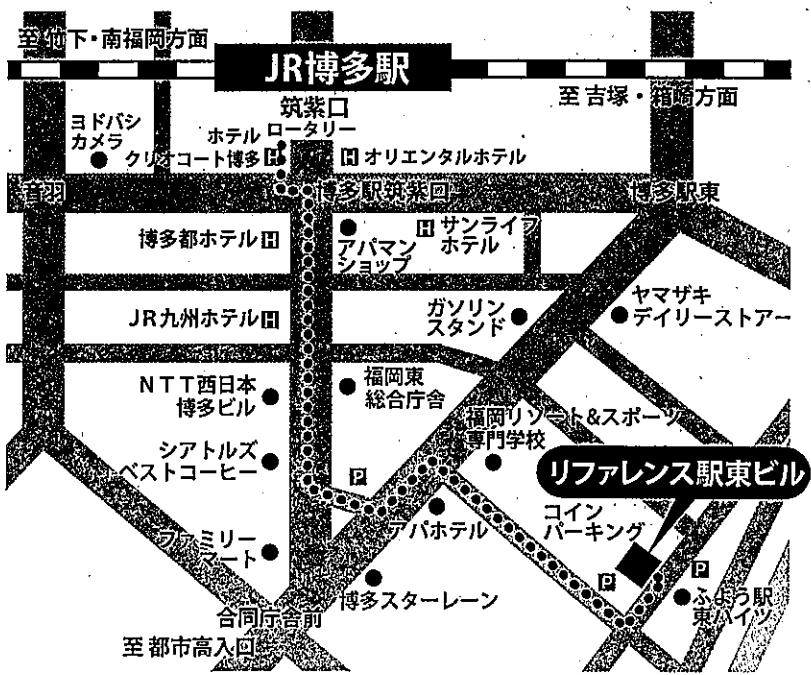 至 竹下・南福岡方面
JR博多駅
至 吉塚・箱崎方面
筑紫口
ロータリー
ヨドバシ
カメラ
ホテル
クリオコート博多 H
H オリエンタルホテル
音羽
博多駅筑紫口
博多駅東
博多都ホテル H
アパマン
ショップ
H サンライフ
ホテル
JR九州ホテル H
ガソリン
スタンド
ヤマザキ
デイリーストアー
NTT西日本
博多ビル
福岡東
総合庁舎
福岡リゾート&スポーツ
専門学校
シアトルズ
ベストコーヒー
P
リファレンス駅東ビル
アパホテル
コイン
パーキング
ファミリー
マート
P
P
博多スターレーン
ふよう駅
東ハイツ
合同庁舎前
至 都市高入口